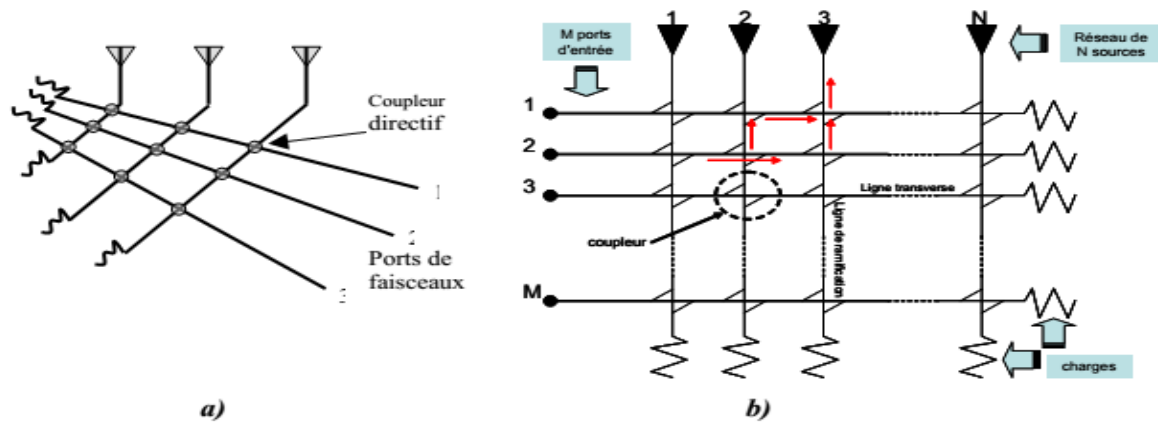 Coupleur
directif
1
2
Ports de
faisceaux
3
a)
M ports
d'entrée
1
2
3
N
Réseau de
N sources
1
2
3
M
Ligne transverse
Ligne de ramification
coupleur
charges
b)